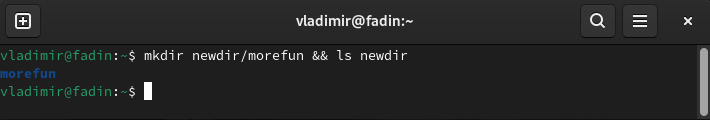 vladimir@fadin:~
vladimir@fadin:~$ mkdir newdir/morefun && ls newdir
morefun
vladimir@fadin:~$